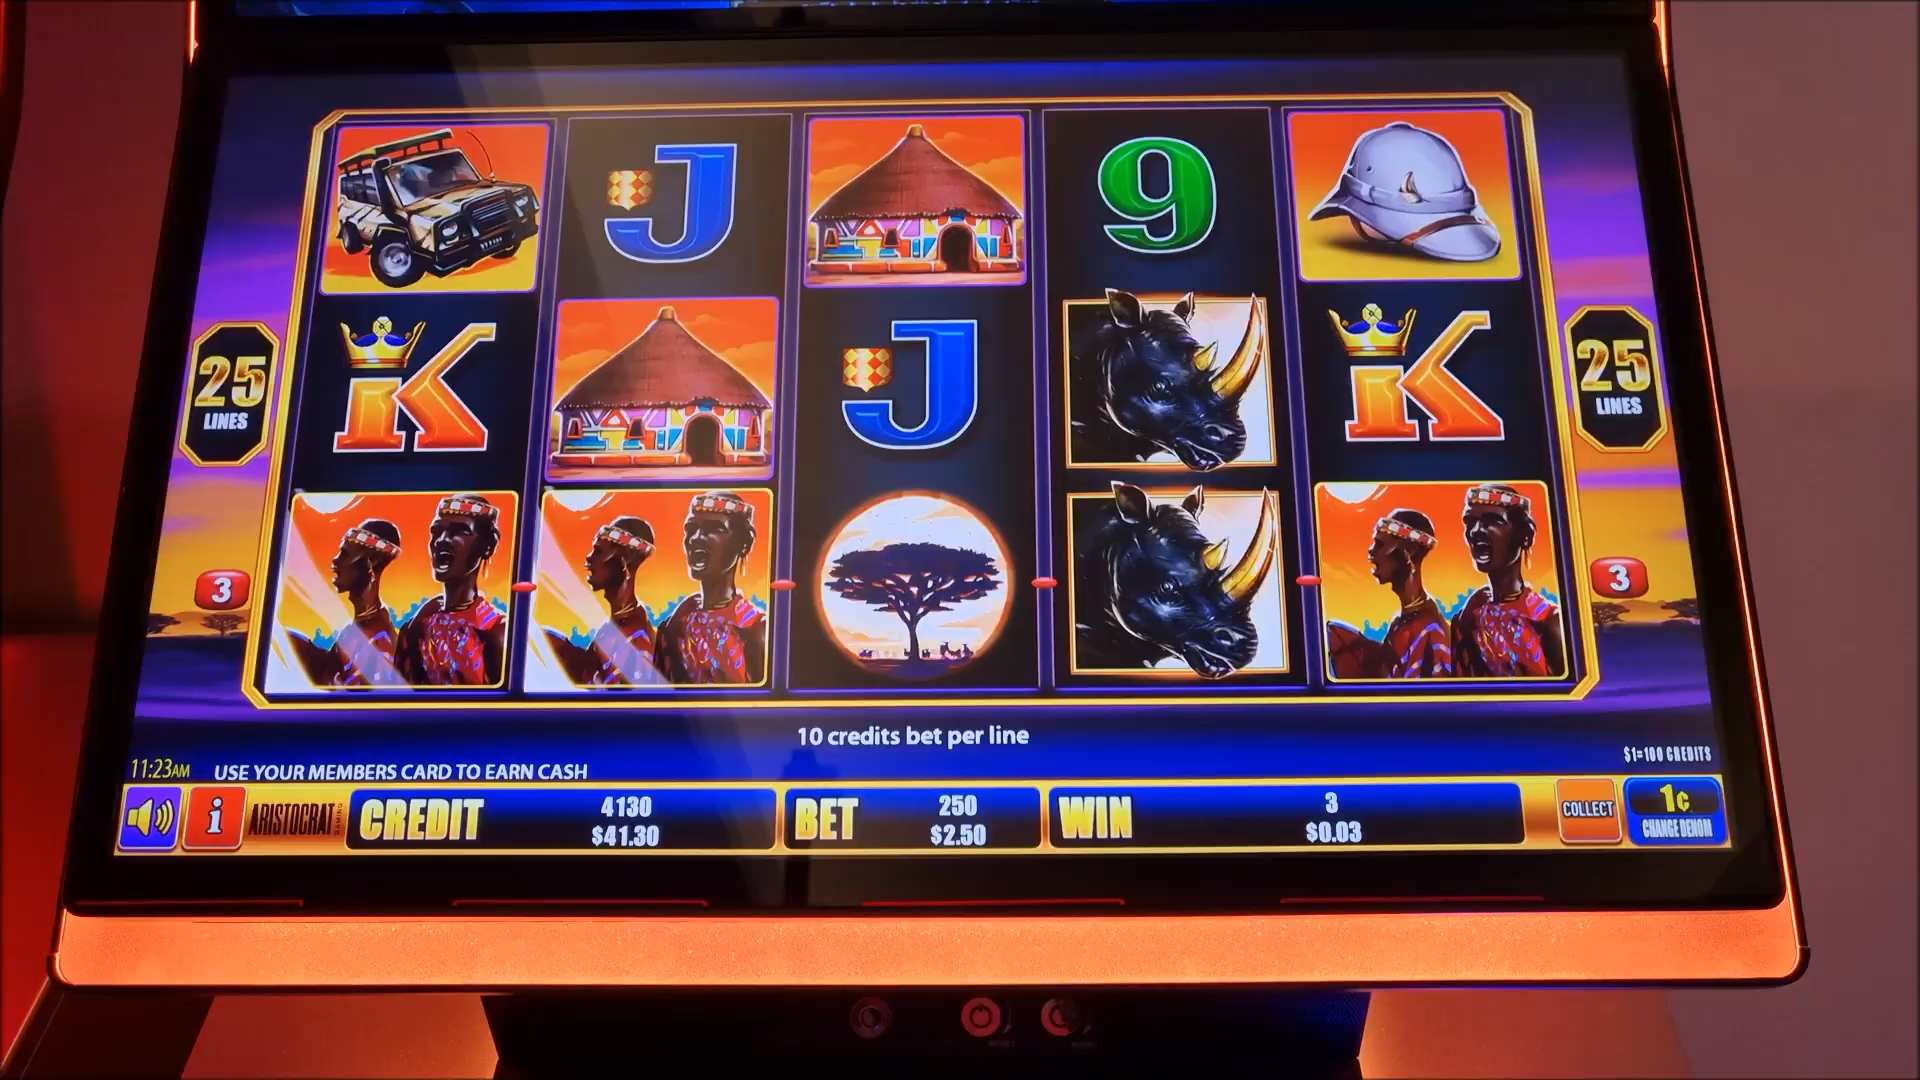 J
9
K
J
K
25
LINES
25
LINES
3
3
10 credits bet per line
$1=100 CREDITS
11:23AM
USE YOUR MEMBERS CARD TO EARN CASH
i
ARISTOCRAT
CREDIT
4130
$41.30
BET
250
$2.50
WIN
3
$0.03
COLLECT
1¢
CHANGE DENOM